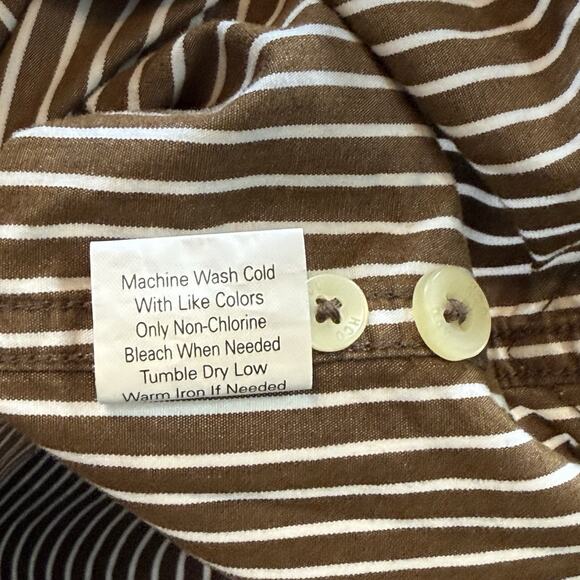 Machine Wash Cold
With Like Colors
Only Non-Chlorine
Bleach When Needed
Tumble Dry Low
Warm Iron If Needed